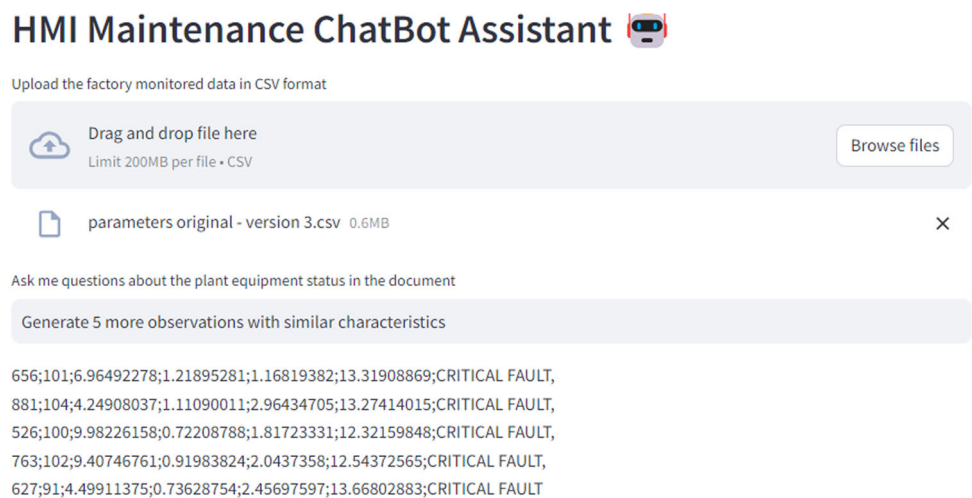 HMI Maintenance ChatBot Assistant
Upload the factory monitored data in CSV format
Drag and drop file here
Limit 200MB per file • CSV
Browse files
parameters original - version 3.csv 0.6MB
Ask me questions about the plant equipment status in the document
Generate 5 more observations with similar characteristics
656;101;6.96492278;1.21895281;1.16819382;13.31908869;CRITICAL FAULT,
881;104;4.24908037;1.11090011;2.96434705;13.27414015;CRITICAL FAULT,
526;100;9.98226158;0.72208788;1.81723331;12.32159848;CRITICAL FAULT,
763;102;9.40746761;0.91983824;2.0437358;12.54372565;CRITICAL FAULT,
627;91;4.49911375;0.73628754;2.45697597;13.66802883;CRITICAL FAULT